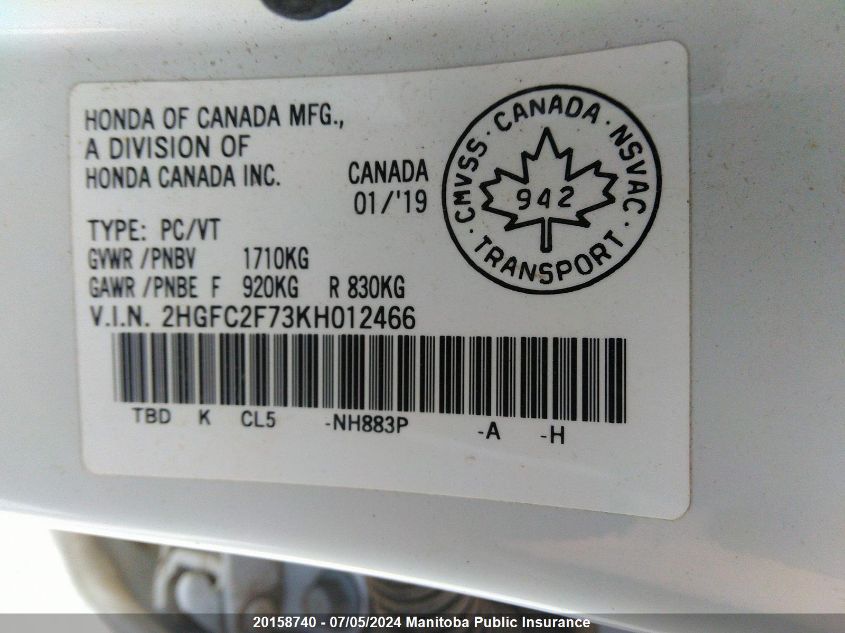 HONDA OF CANADA MFG.,
A DIVISION OF
HONDA CANADA INC.
CANADA
01/'19
TYPE: PC/VT
GVWR/PNBV 1710KG
GAWR/PNBE F 920KG R 830KG
V.I.N. 2HGFC2F73KH012466
TBD K CL5 -NH883P -A -H
CMVSS · CANADA · NSVAC
942
· TRANSPORT ·
20158740 - 07/05/2024 Manitoba Public Insurance